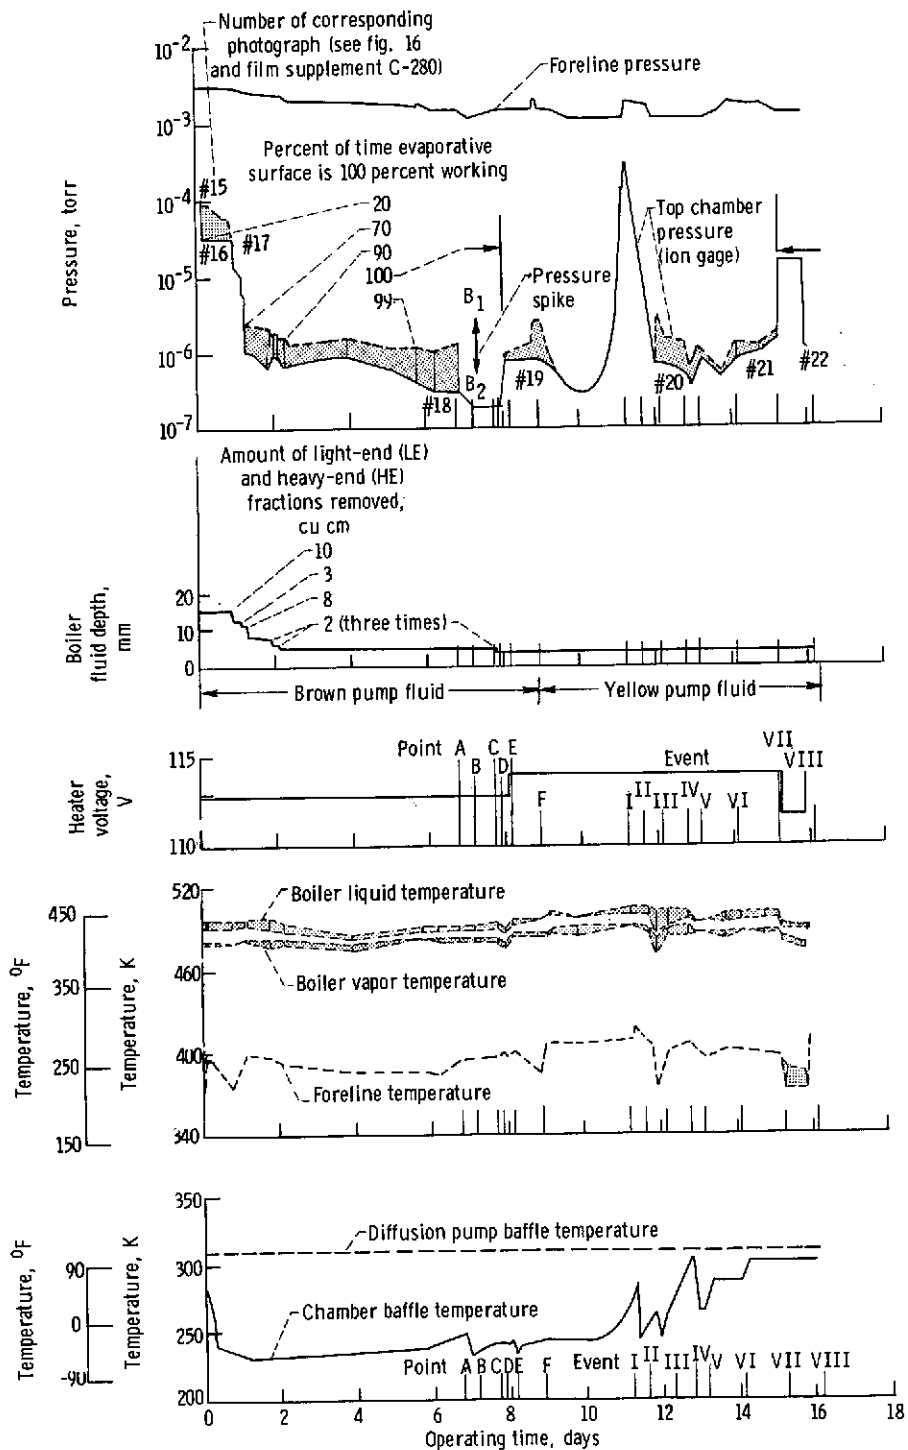 Number of corresponding
photograph (see fig. 16
and film supplement C-280)
10-2
10-3
10-4
10-5
10-6
10-7
Pressure, torr
Foreline pressure
Percent of time evaporative
surface is 100 percent working
#15
#16
#17
20
70
90
100
99
B1
B2
Pressure
spike
Top chamber
pressure
(ion gage)
#18
#19
#20
#21
#22
Amount of light-end (LE)
and heavy-end (HE)
fractions removed,
cu cm
10
3
8
2 (three times)
Boiler
fluid depth,
mm
20
10
0
Brown pump fluid
Yellow pump fluid
Heater
voltage,
V
115
110
Point A B C D E F
Event I II III IV V VI VII VIII
Temperature, °F
450
350
250
150
Temperature, K
520
460
400
340
Boiler liquid temperature
Boiler vapor temperature
Foreline temperature
Temperature, °F
90
0
-90
Temperature, K
350
300
250
200
Diffusion pump baffle temperature
Chamber baffle temperature
Point A B C D E F Event I II III IV V VI VII VIII
0 2 4 6 8 10 12 14 16 18
Operating time, days